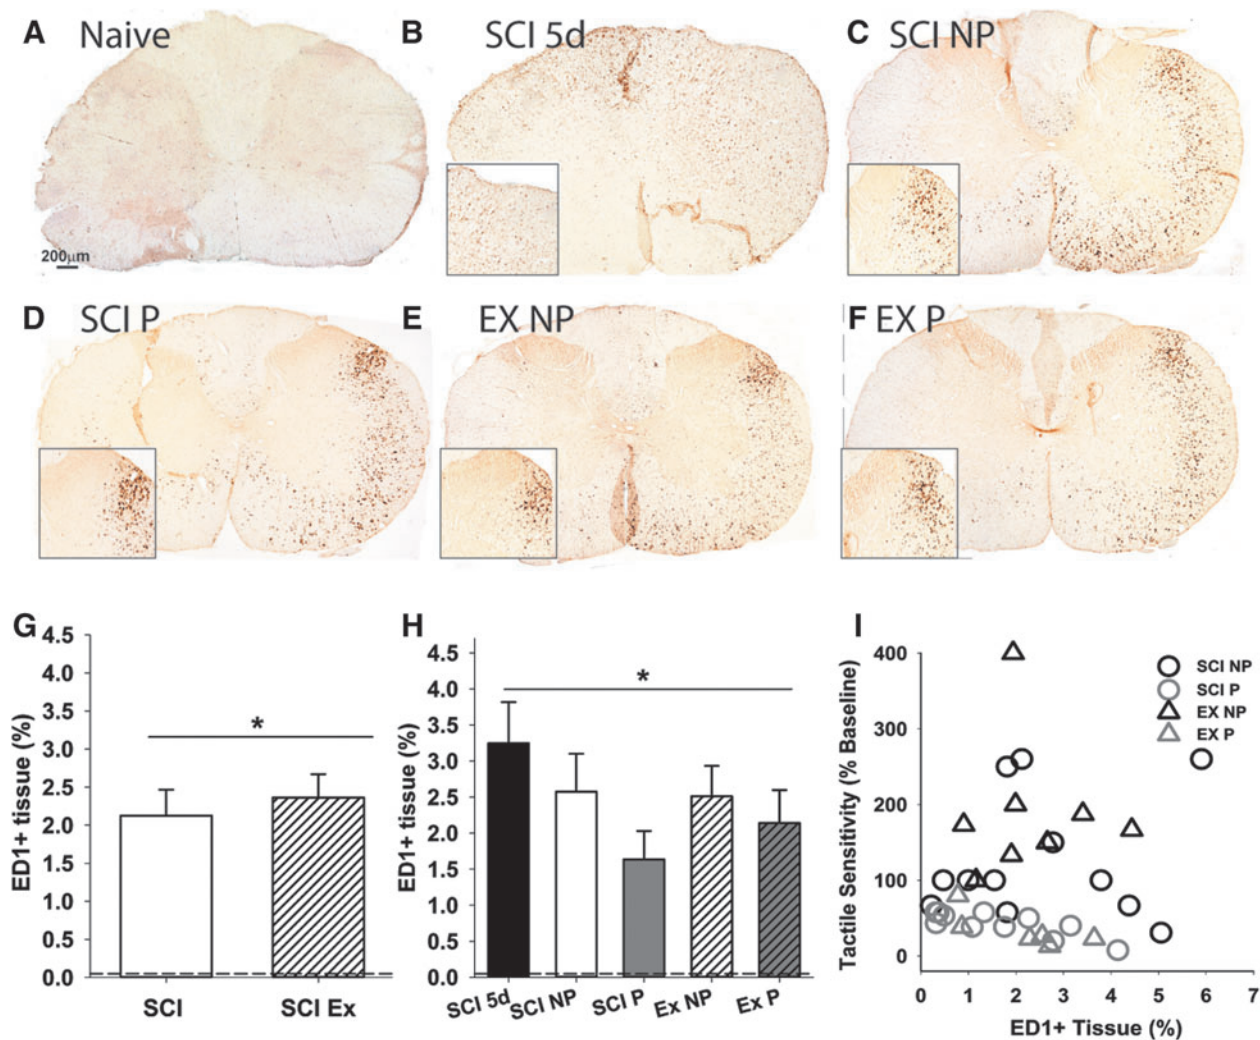 A Naive
B SCI 5d
C SCI NP
200μm
D SCI P
E EX NP
F EX P
G
4.5
4.0
3.5
3.0
2.5
2.0
1.5
1.0
0.5
0.0
ED1+ tissue (%)
*
SCI
SCI Ex
H
4.5
4.0
3.5
3.0
2.5
2.0
1.5
1.0
0.5
0.0
ED1+ tissue (%)
*
SCI 5d
SCI NP
SCI P
Ex NP
Ex P
I
400
300
200
100
0
Tactile Sensitivity (% Baseline)
SCI NP
SCI P
EX NP
EX P
0 1 2 3 4 5 6 7
ED1+ Tissue (%)